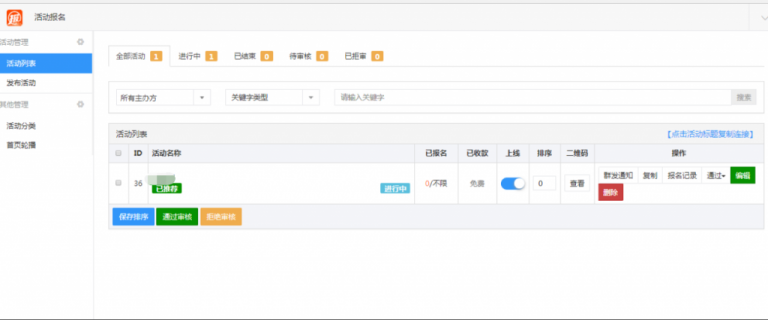 活动报名
活动管理
活动列表
发布活动
其他管理
活动分类
首页轮播
全部活动 1 进行中 1 已结束 0 待审核 0 已拒审 0
所有主办方 关键字类型 请输入关键字 搜索
活动列表 【点击活动标题复制连接】
ID 活动名称 已报名 已收款 上线 排序 二维码 操作
36 已推荐 进行中 0/不限 免费 0 查看 群发通知 复制 报名记录 通过 编辑
删除
保存排序 通过审核 拒绝审核